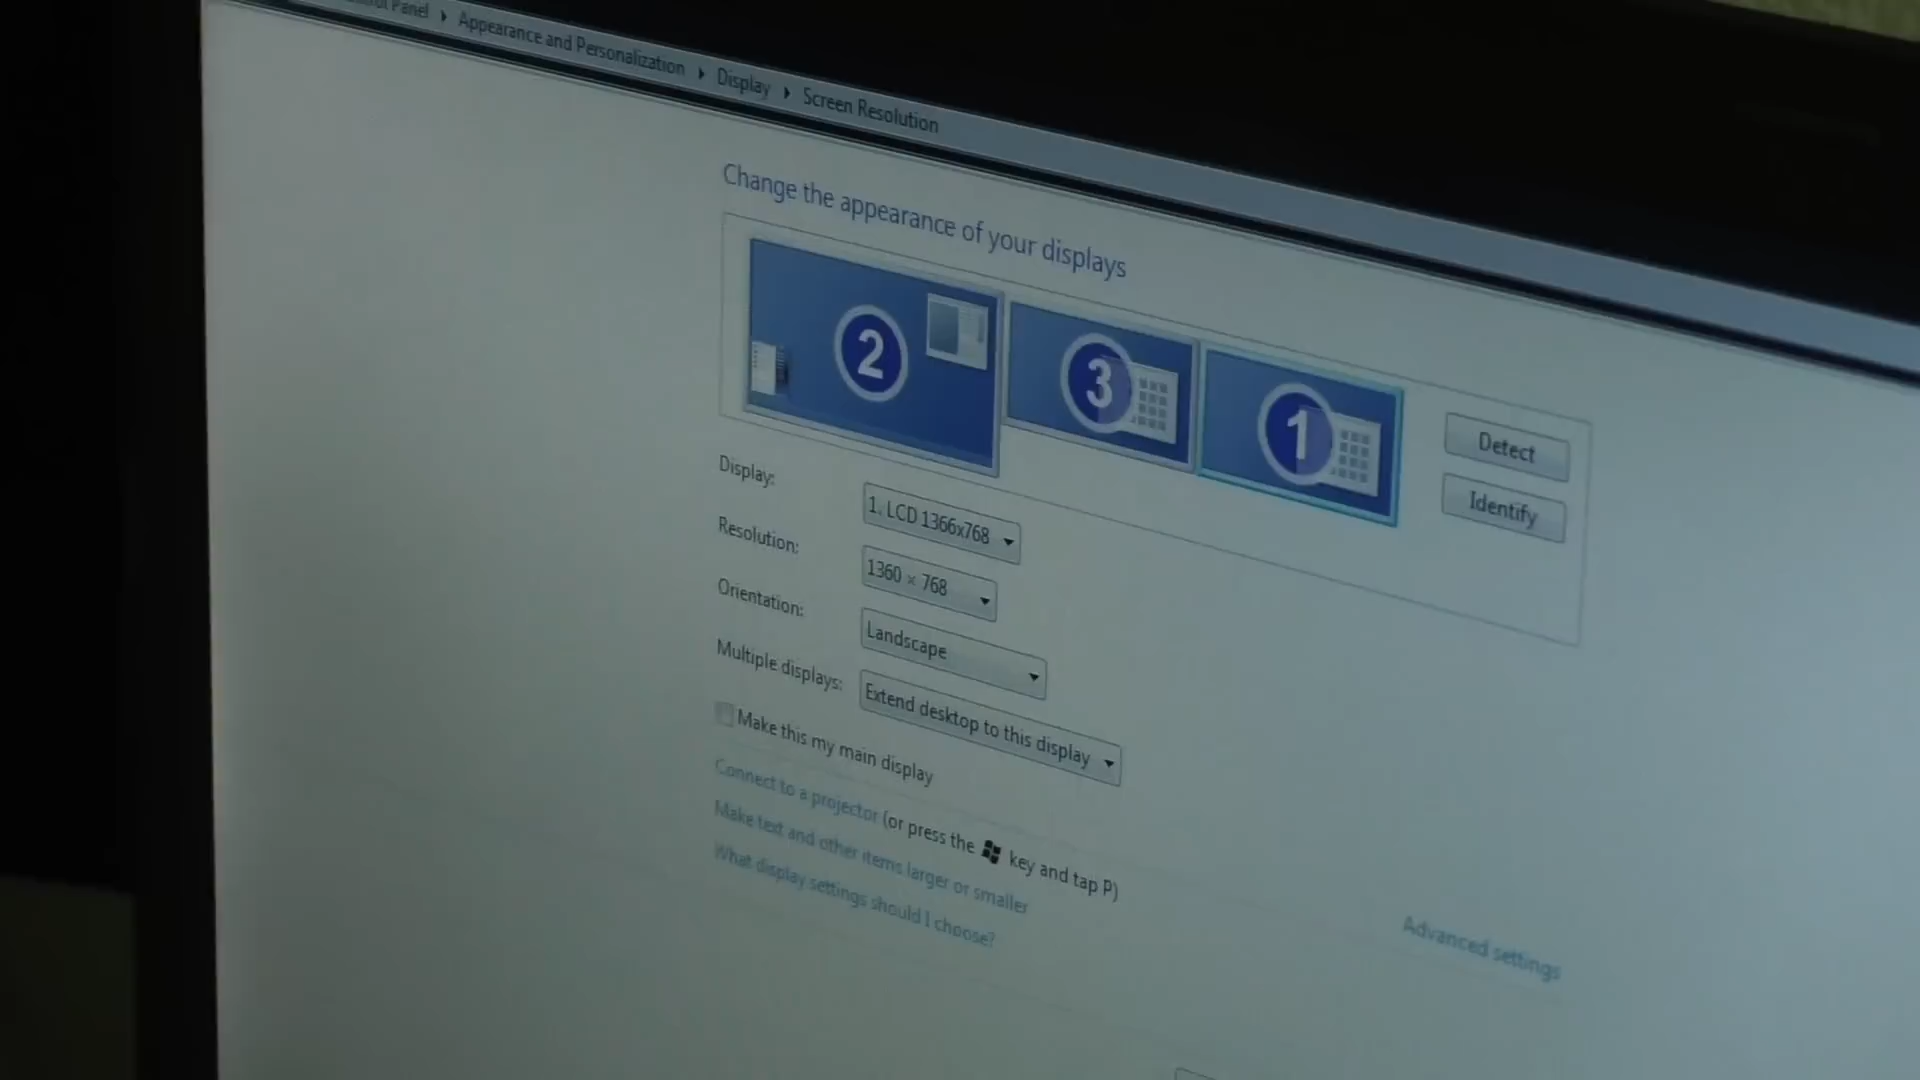 Panel ▸ Appearance and Personalization ▸ Display ▸ Screen Resolution
Change the appearance of your displays
2
3
1
Detect
Identify
Display: 1. LCD 1366x768
Resolution: 1360 × 768
Orientation: Landscape
Multiple displays: Extend desktop to this display
Make this my main display
Connect to a projector (or press the key and tap P)
Make text and other items larger or smaller
What display settings should I choose?
Advanced settings